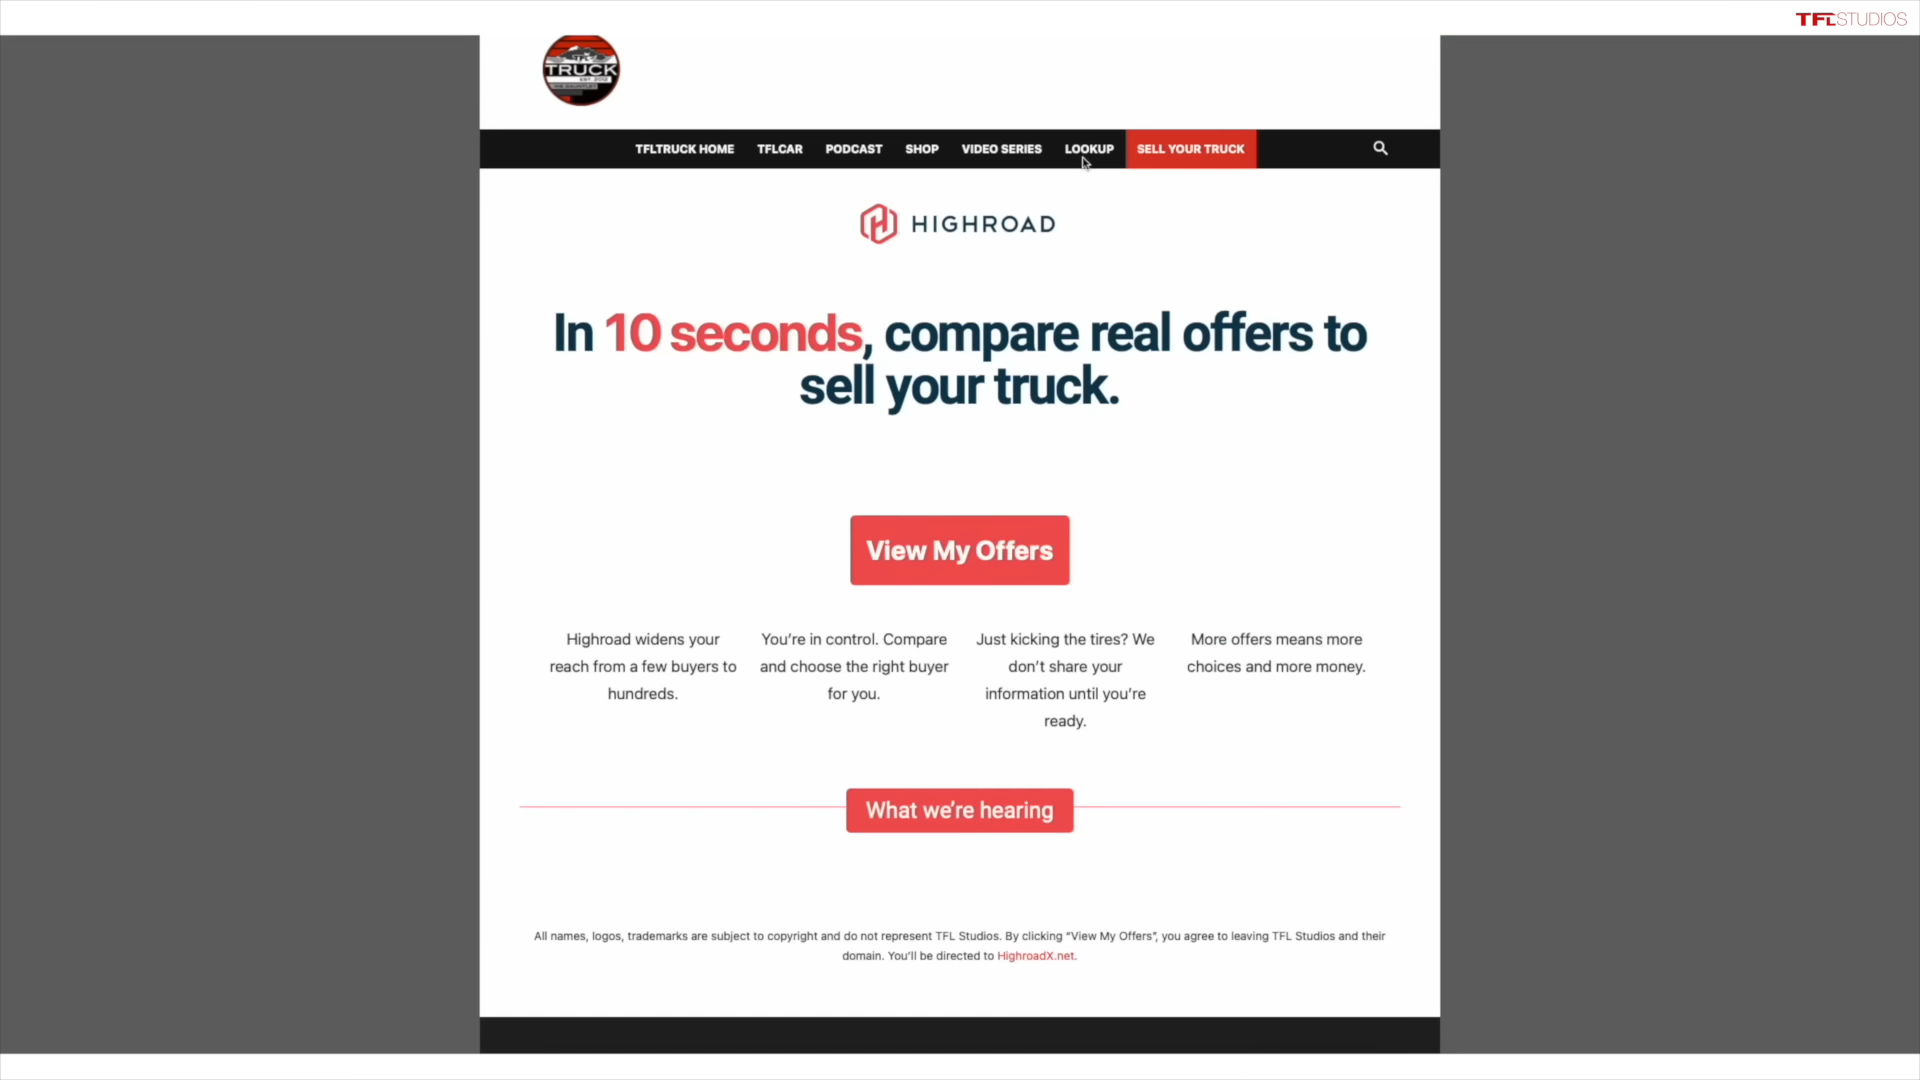 TFLSTUDIOS
TFL
TRUCK
EST. 2012
TFLTRUCK HOME TFLCAR PODCAST SHOP VIDEO SERIES LOOKUP SELL YOUR TRUCK
HIGHROAD
In 10 seconds, compare real offers to
sell your truck.
View My Offers
Highroad widens your
reach from a few buyers to
hundreds.
You’re in control. Compare
and choose the right buyer
for you.
Just kicking the tires? We
don’t share your
information until you’re
ready.
More offers means more
choices and more money.
What we’re hearing
All names, logos, trademarks are subject to copyright and do not represent TFL Studios. By clicking “View My Offers”, you agree to leaving TFL Studios and their
domain. You’ll be directed to HighroadX.net.